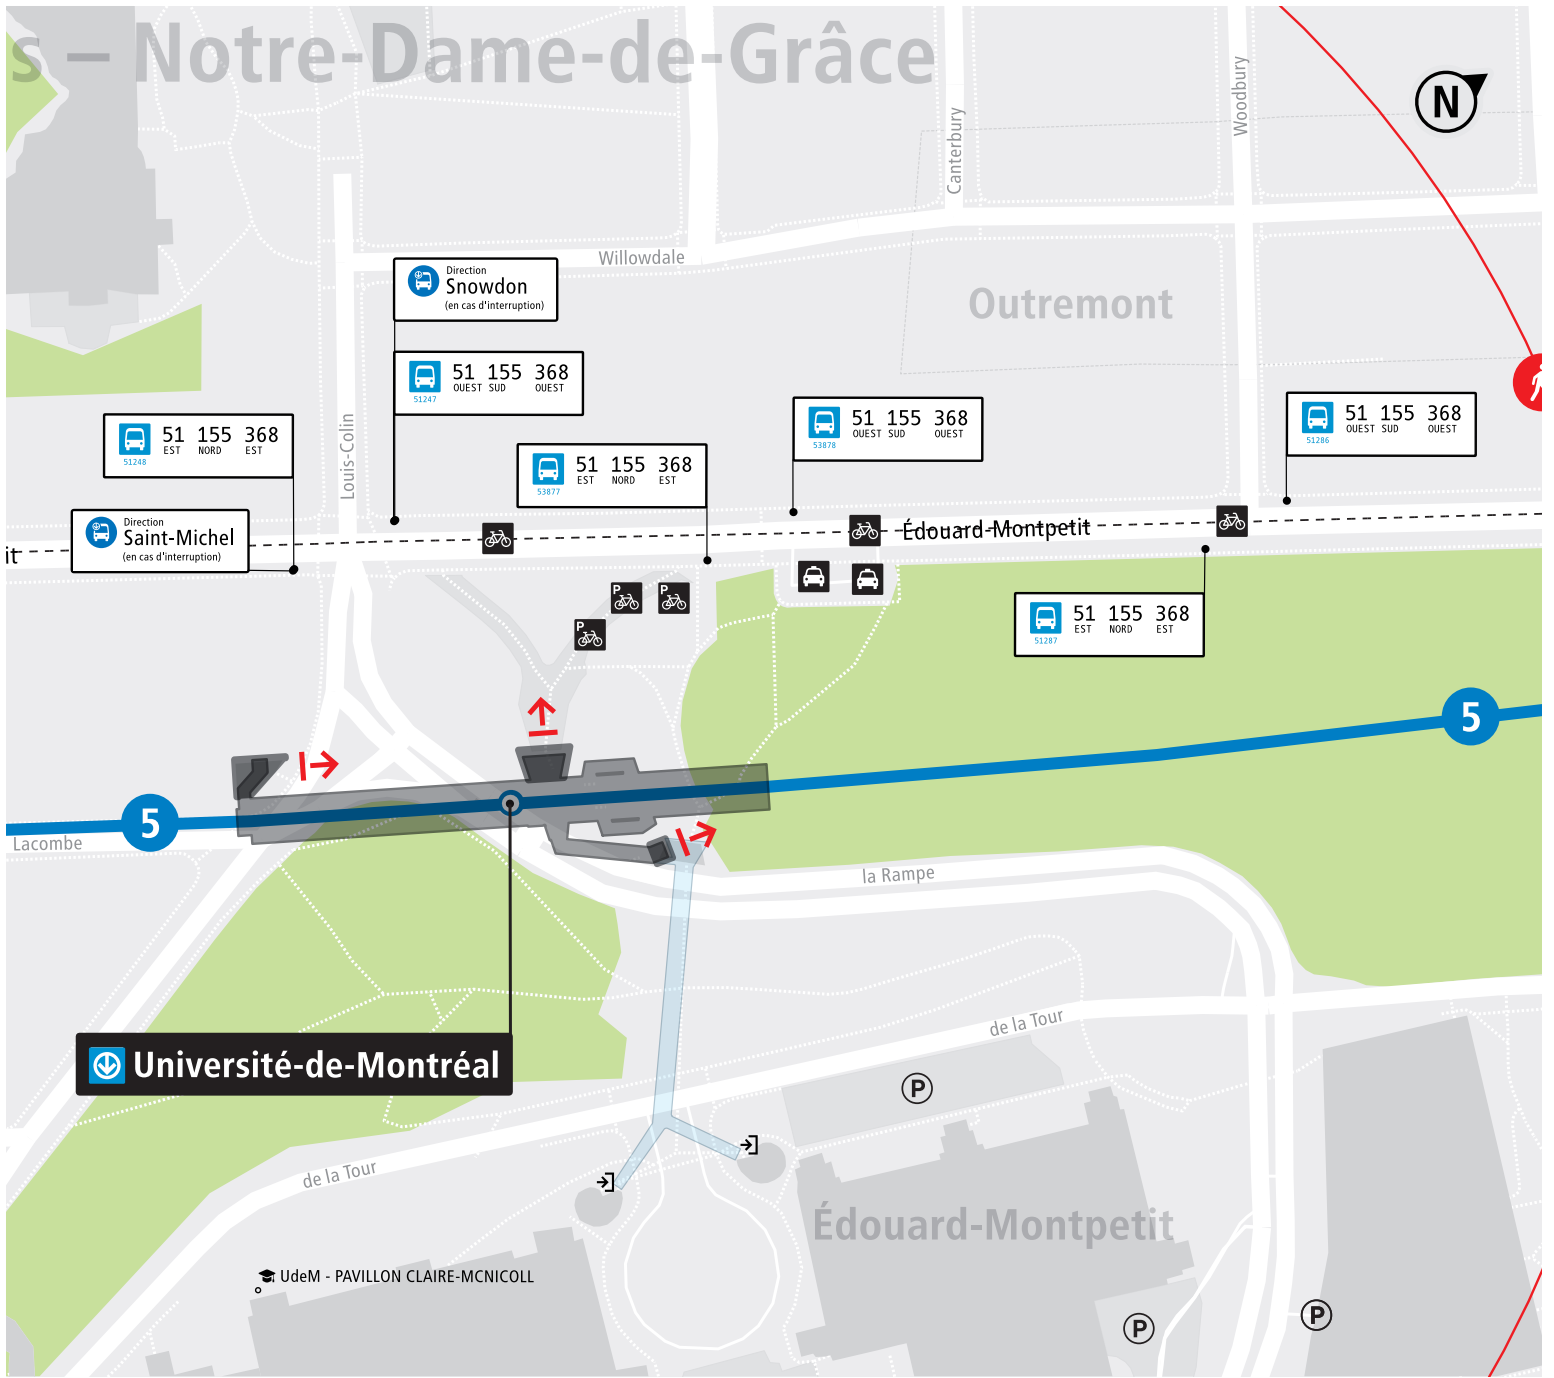 s – Notre-Dame-de-Grâce
N
Woodbury
Canterbury
Willowdale
Outremont
Direction
Snowdon
(en cas d'interruption)
51 155 368
OUEST SUD OUEST
51247
51 155 368
OUEST SUD OUEST
51286
51 155 368
OUEST SUD OUEST
53878
51 155 368
EST NORD EST
51248
Louis-Colin
51 155 368
EST NORD EST
53877
Direction
Saint-Michel
(en cas d'interruption)
it
Édouard-Montpetit
P
P
P
51 155 368
EST NORD EST
51287
5
5
Lacombe
la Rampe
de la Tour
Université-de-Montréal
P
de la Tour
Édouard-Montpetit
UdeM - PAVILLON CLAIRE-MCNICOLL
P
P